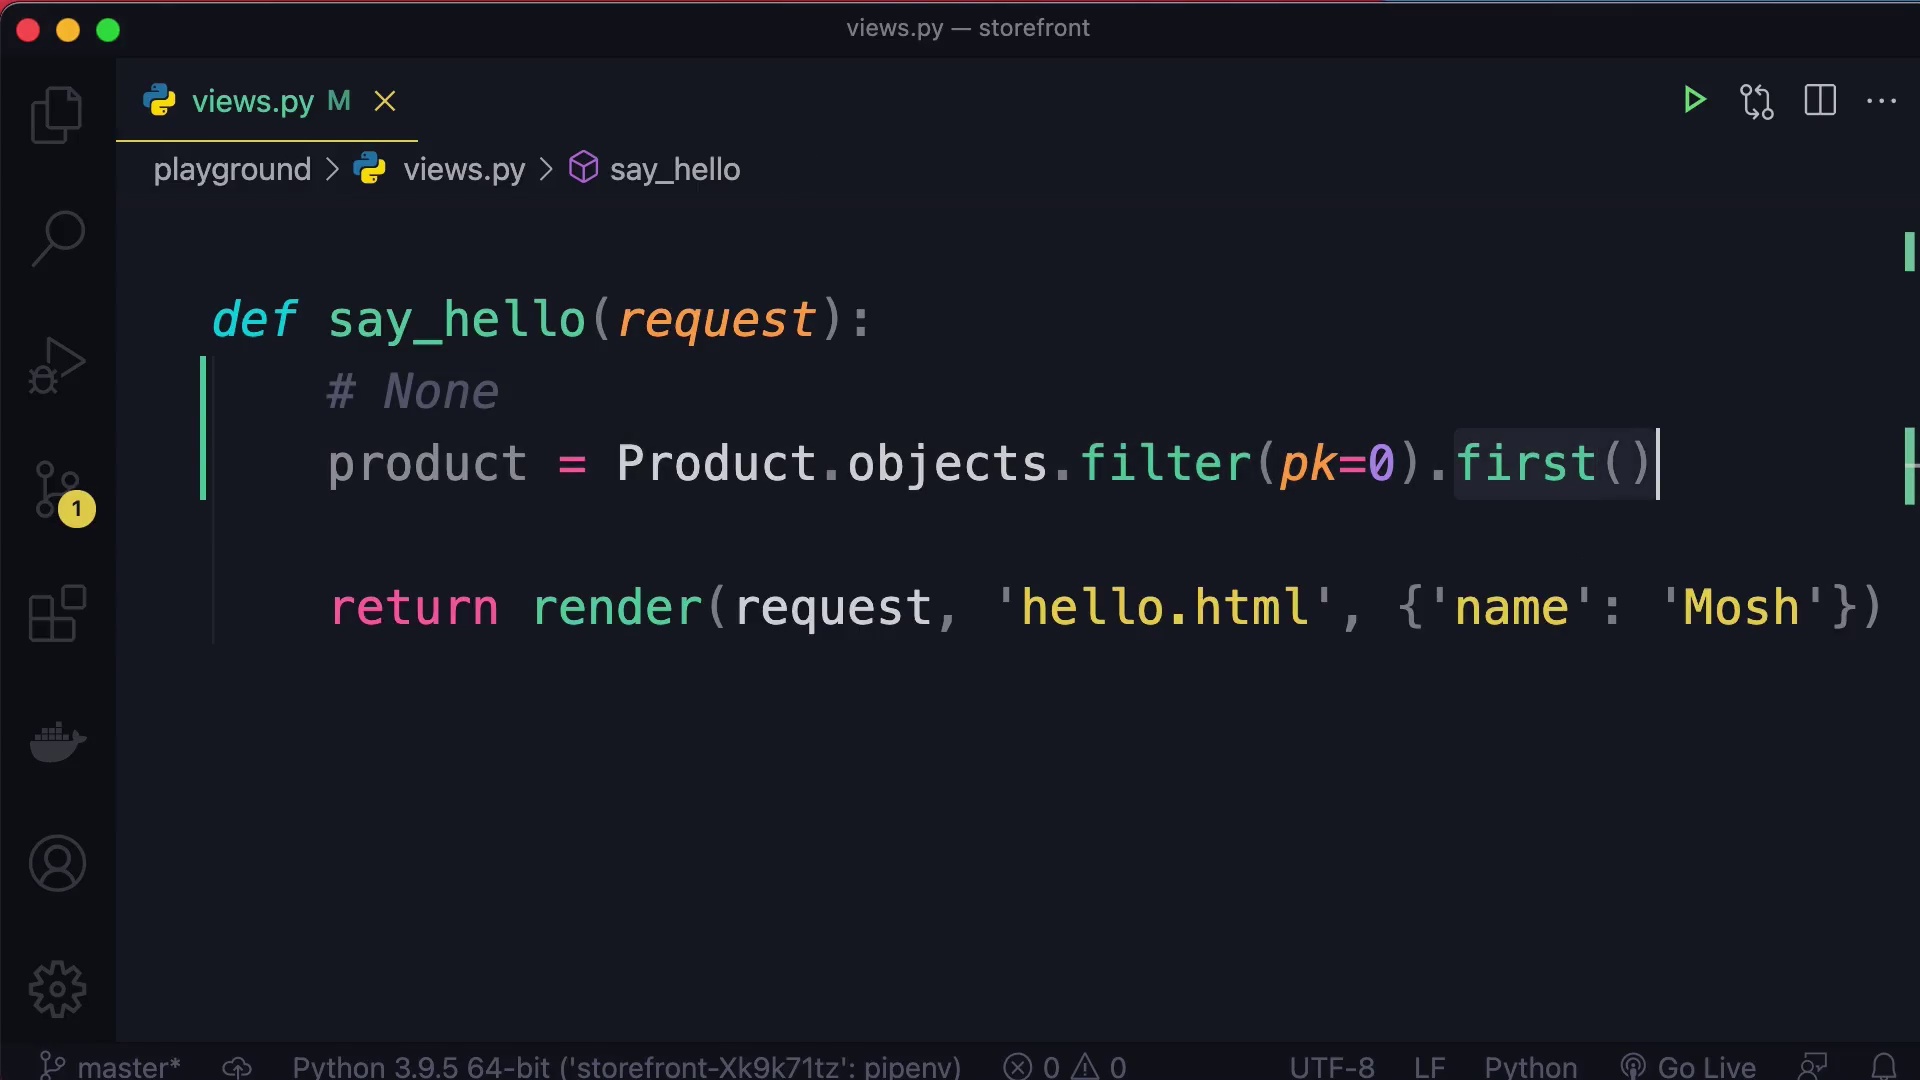 views.py — storefront
views.py M
playground > views.py > say_hello
def say_hello(request):
# None
product = Product.objects.filter(pk=0).first()
return render(request, 'hello.html', {'name': 'Mosh'})
1
master* Python 3.9.5 64-bit ('storefront-Xk9k71tz': pipenv) 0 0 UTF-8 LF Python Go Live